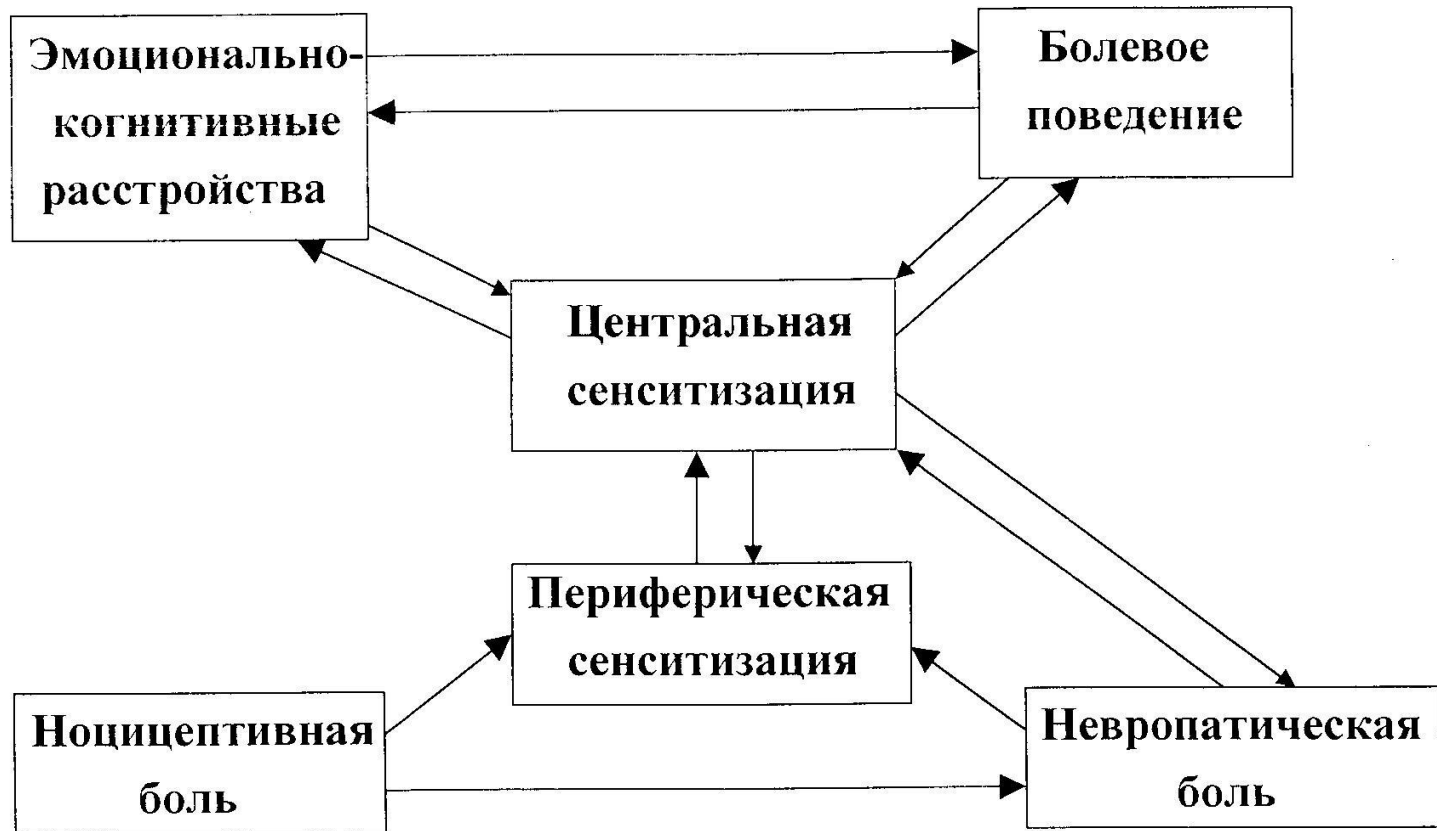 Эмоционально-
когнитивные
расстройства
Болевое
поведение
Центральная
сенситизация
Периферическая
сенситизация
Ноцицептивная
боль
Невропатическая
боль